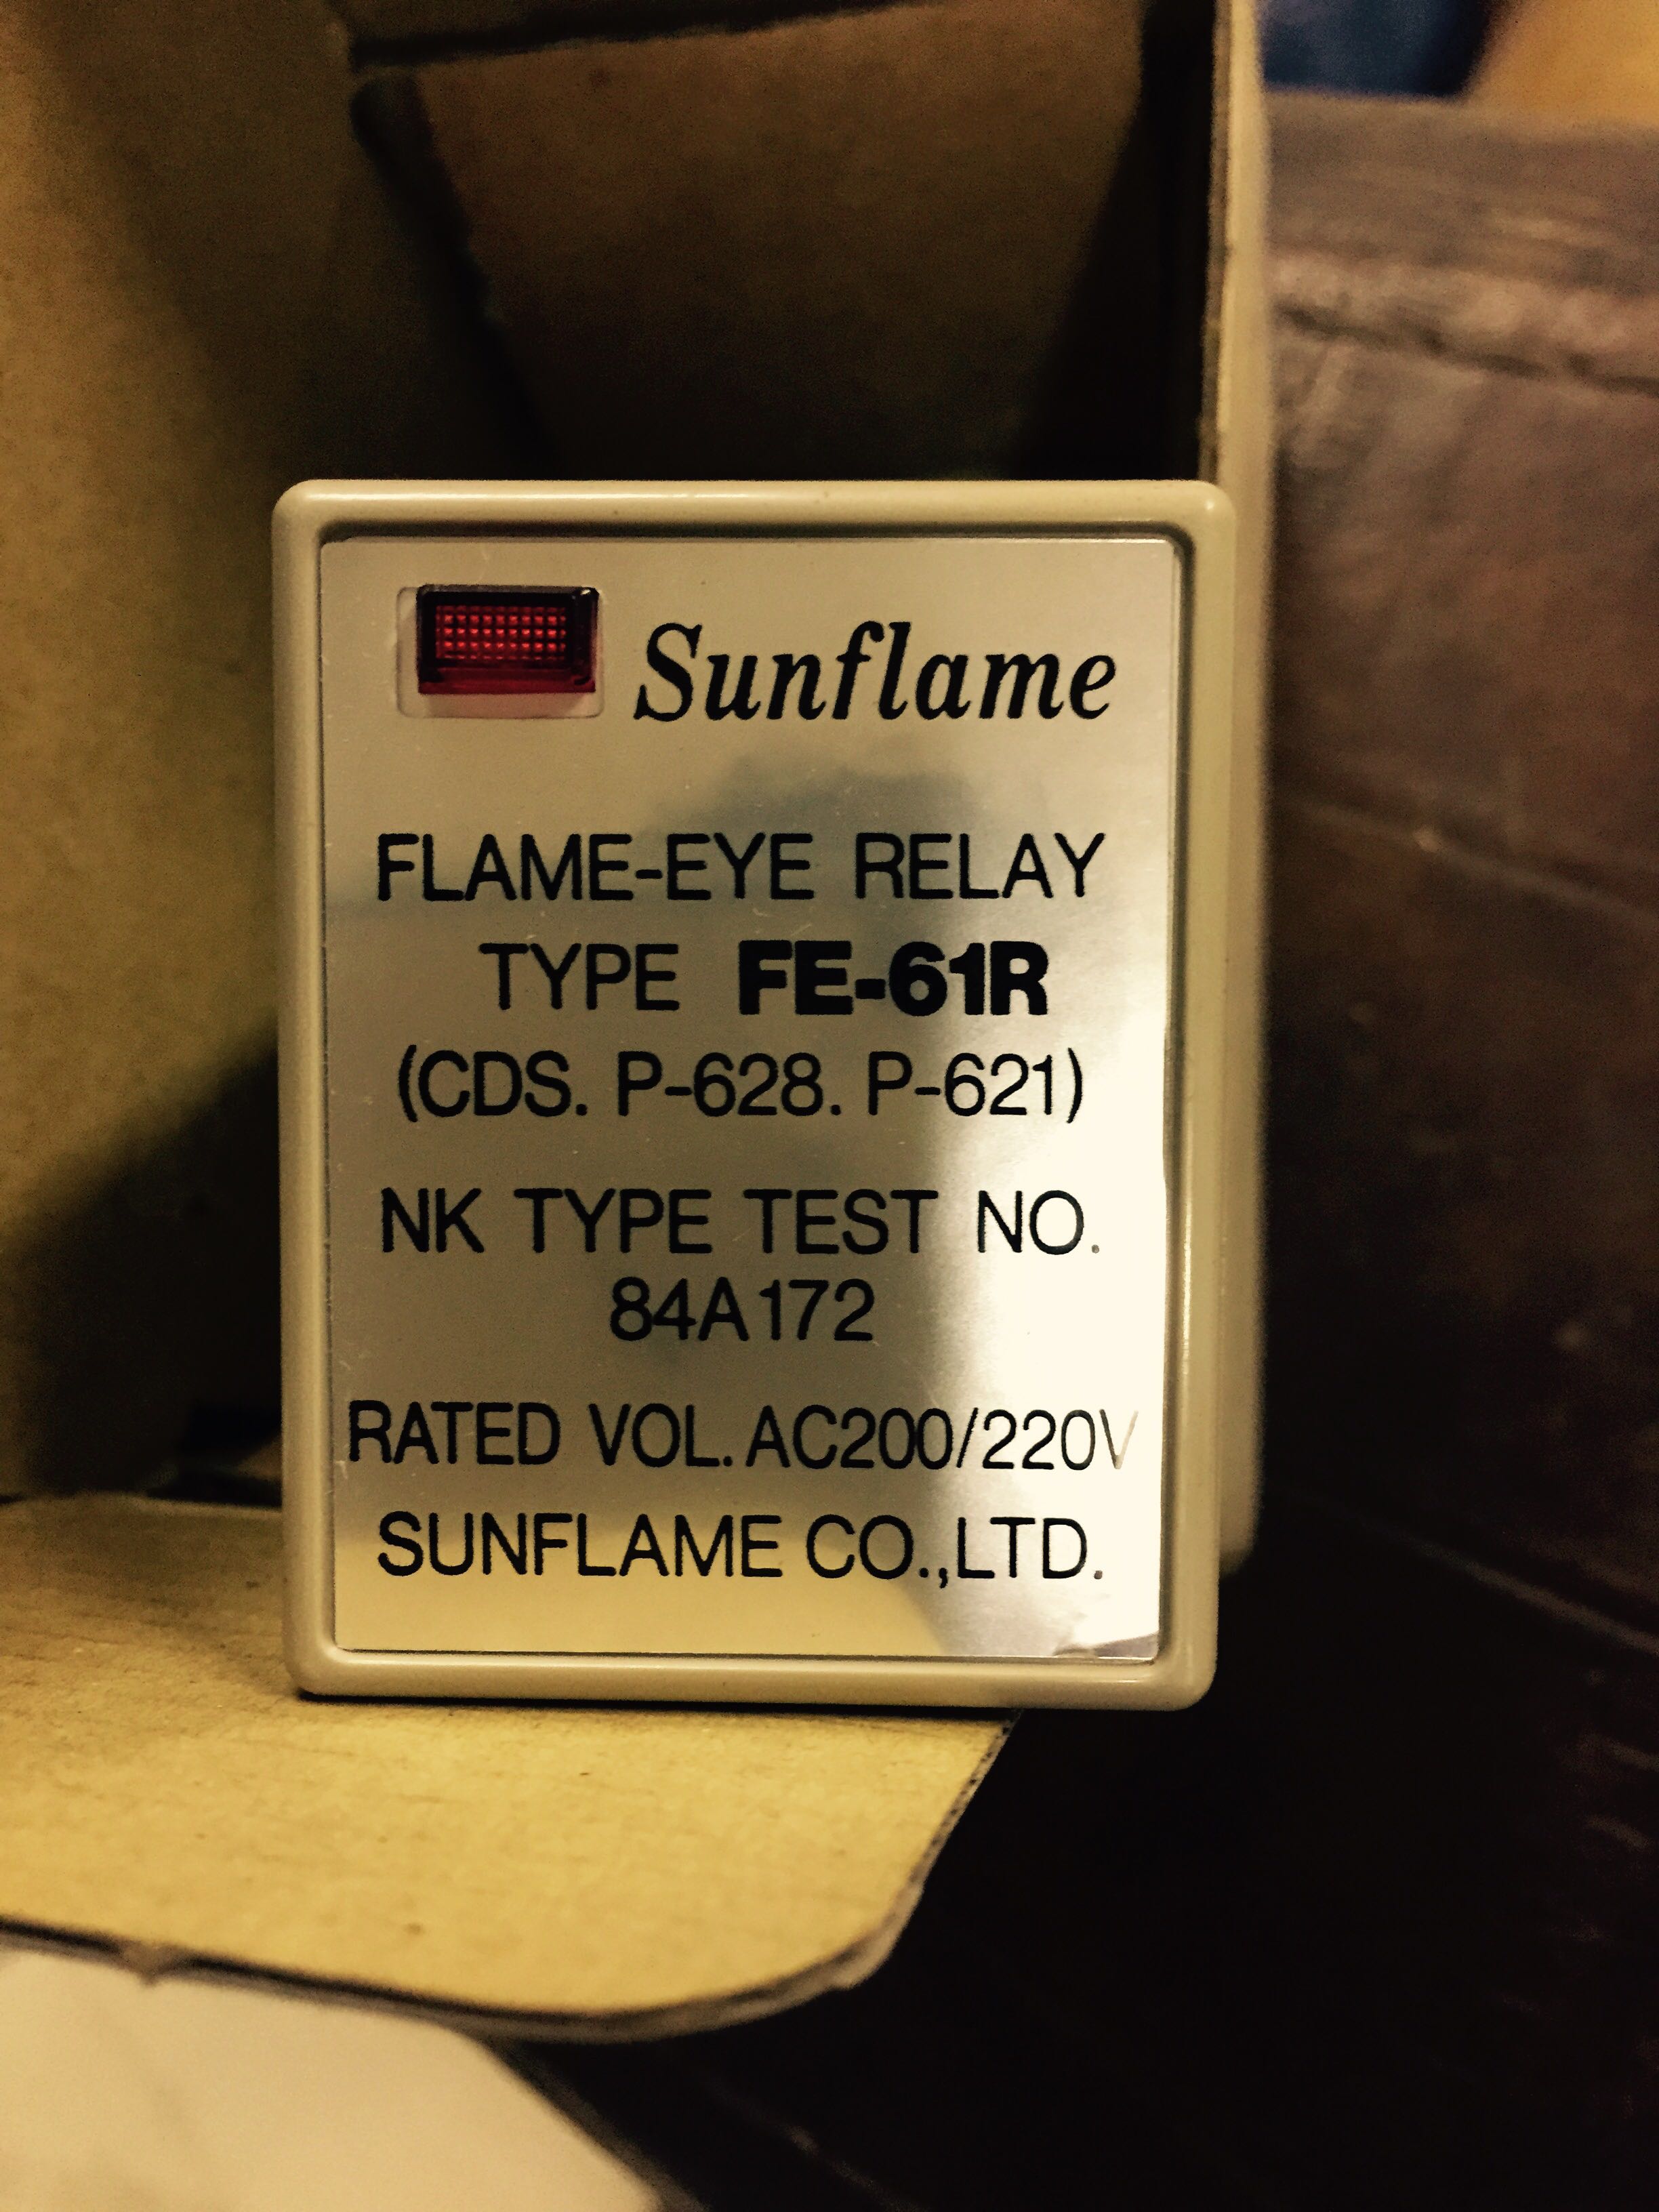 Sunflame
FLAME-EYE RELAY
TYPE FE-61R
(CDS. P-628. P-621)
NK TYPE TEST NO.
84A172
RATED VOL. AC200/220V
SUNFLAME CO.,LTD.